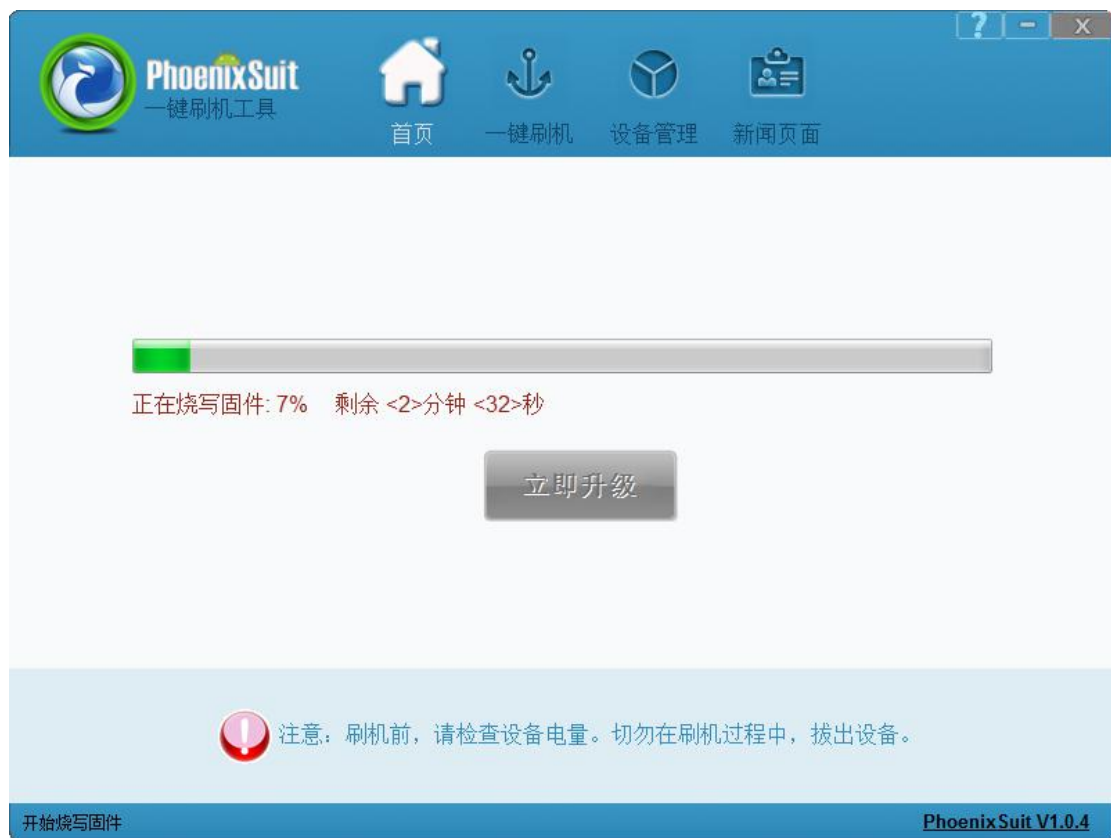 ? - X
PhoenixSuit
一键刷机工具
首页 一键刷机 设备管理 新闻页面
正在烧写固件: 7% 剩余 <2>分钟 <32>秒
立即升级
注意：刷机前，请检查设备电量。切勿在刷机过程中，拔出设备。
开始烧写固件 PhoenixSuit V1.0.4